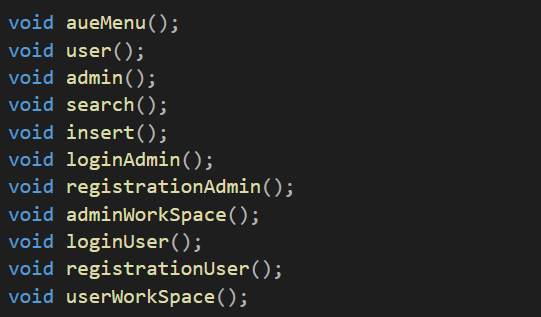 void aueMenu();
void user();
void admin();
void search();
void insert();
void loginAdmin();
void registrationAdmin();
void adminWorkSpace();
void loginUser();
void registrationUser();
void userWorkSpace();